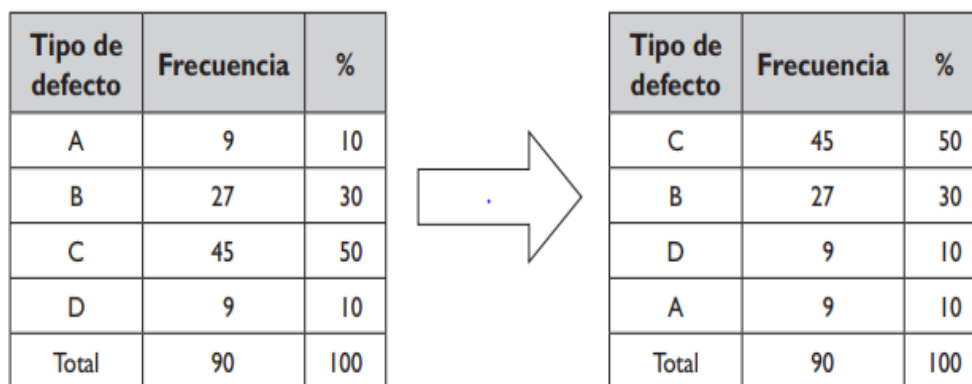 Tipo de defecto Frecuencia %
A 9 10
B 27 30
C 45 50
D 9 10
Total 90 100
Tipo de defecto Frecuencia %
C 45 50
B 27 30
D 9 10
A 9 10
Total 90 100